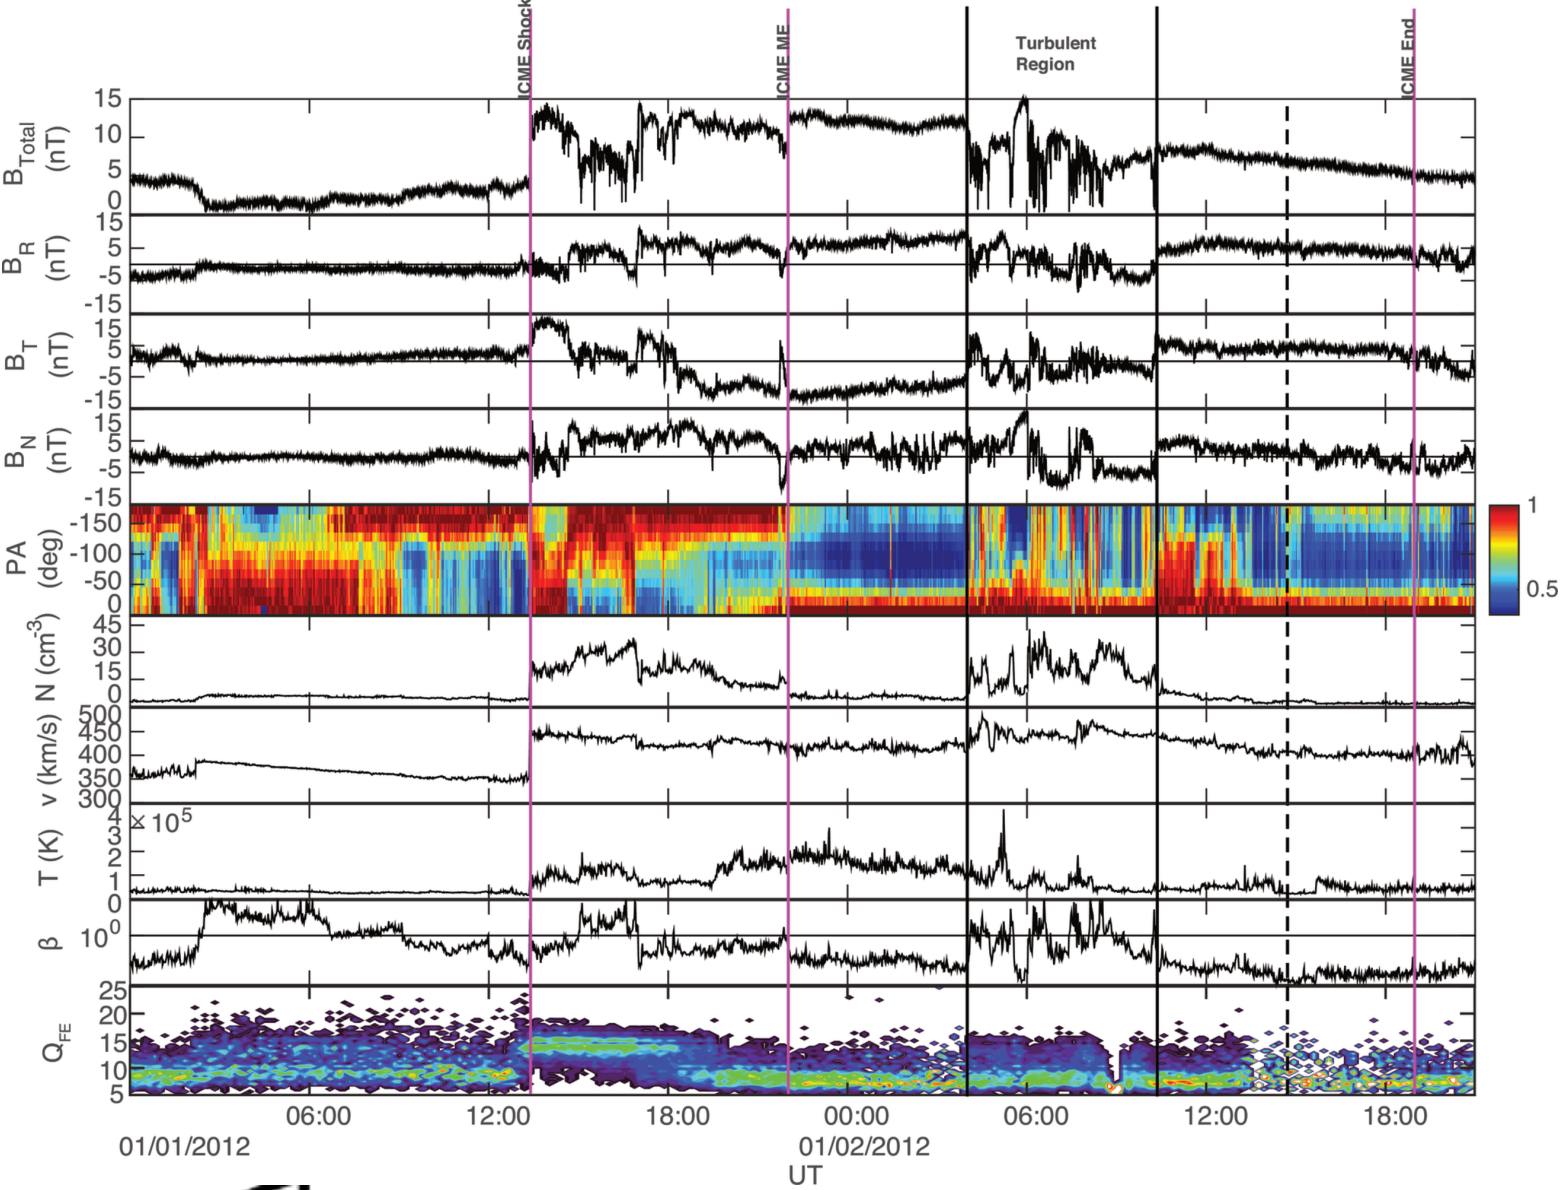 ICME Shock
ICME ME
Turbulent
Region
ICME End
B_Total
(nT)
15
10
5
0
B_R
(nT)
15
5
-5
-15
B_T
(nT)
15
5
-5
-15
B_N
(nT)
15
5
-5
-15
PA
(deg)
-150
-100
-50
0
1
0.5
N (cm^-3)
45
30
15
0
v (km/s)
500
450
400
350
300
T (K)
4 ×10^5
3
2
1
0
β
10^0
Q_FE
25
20
15
10
5
06:00 12:00 18:00 00:00 06:00 12:00 18:00
01/01/2012 01/02/2012
UT